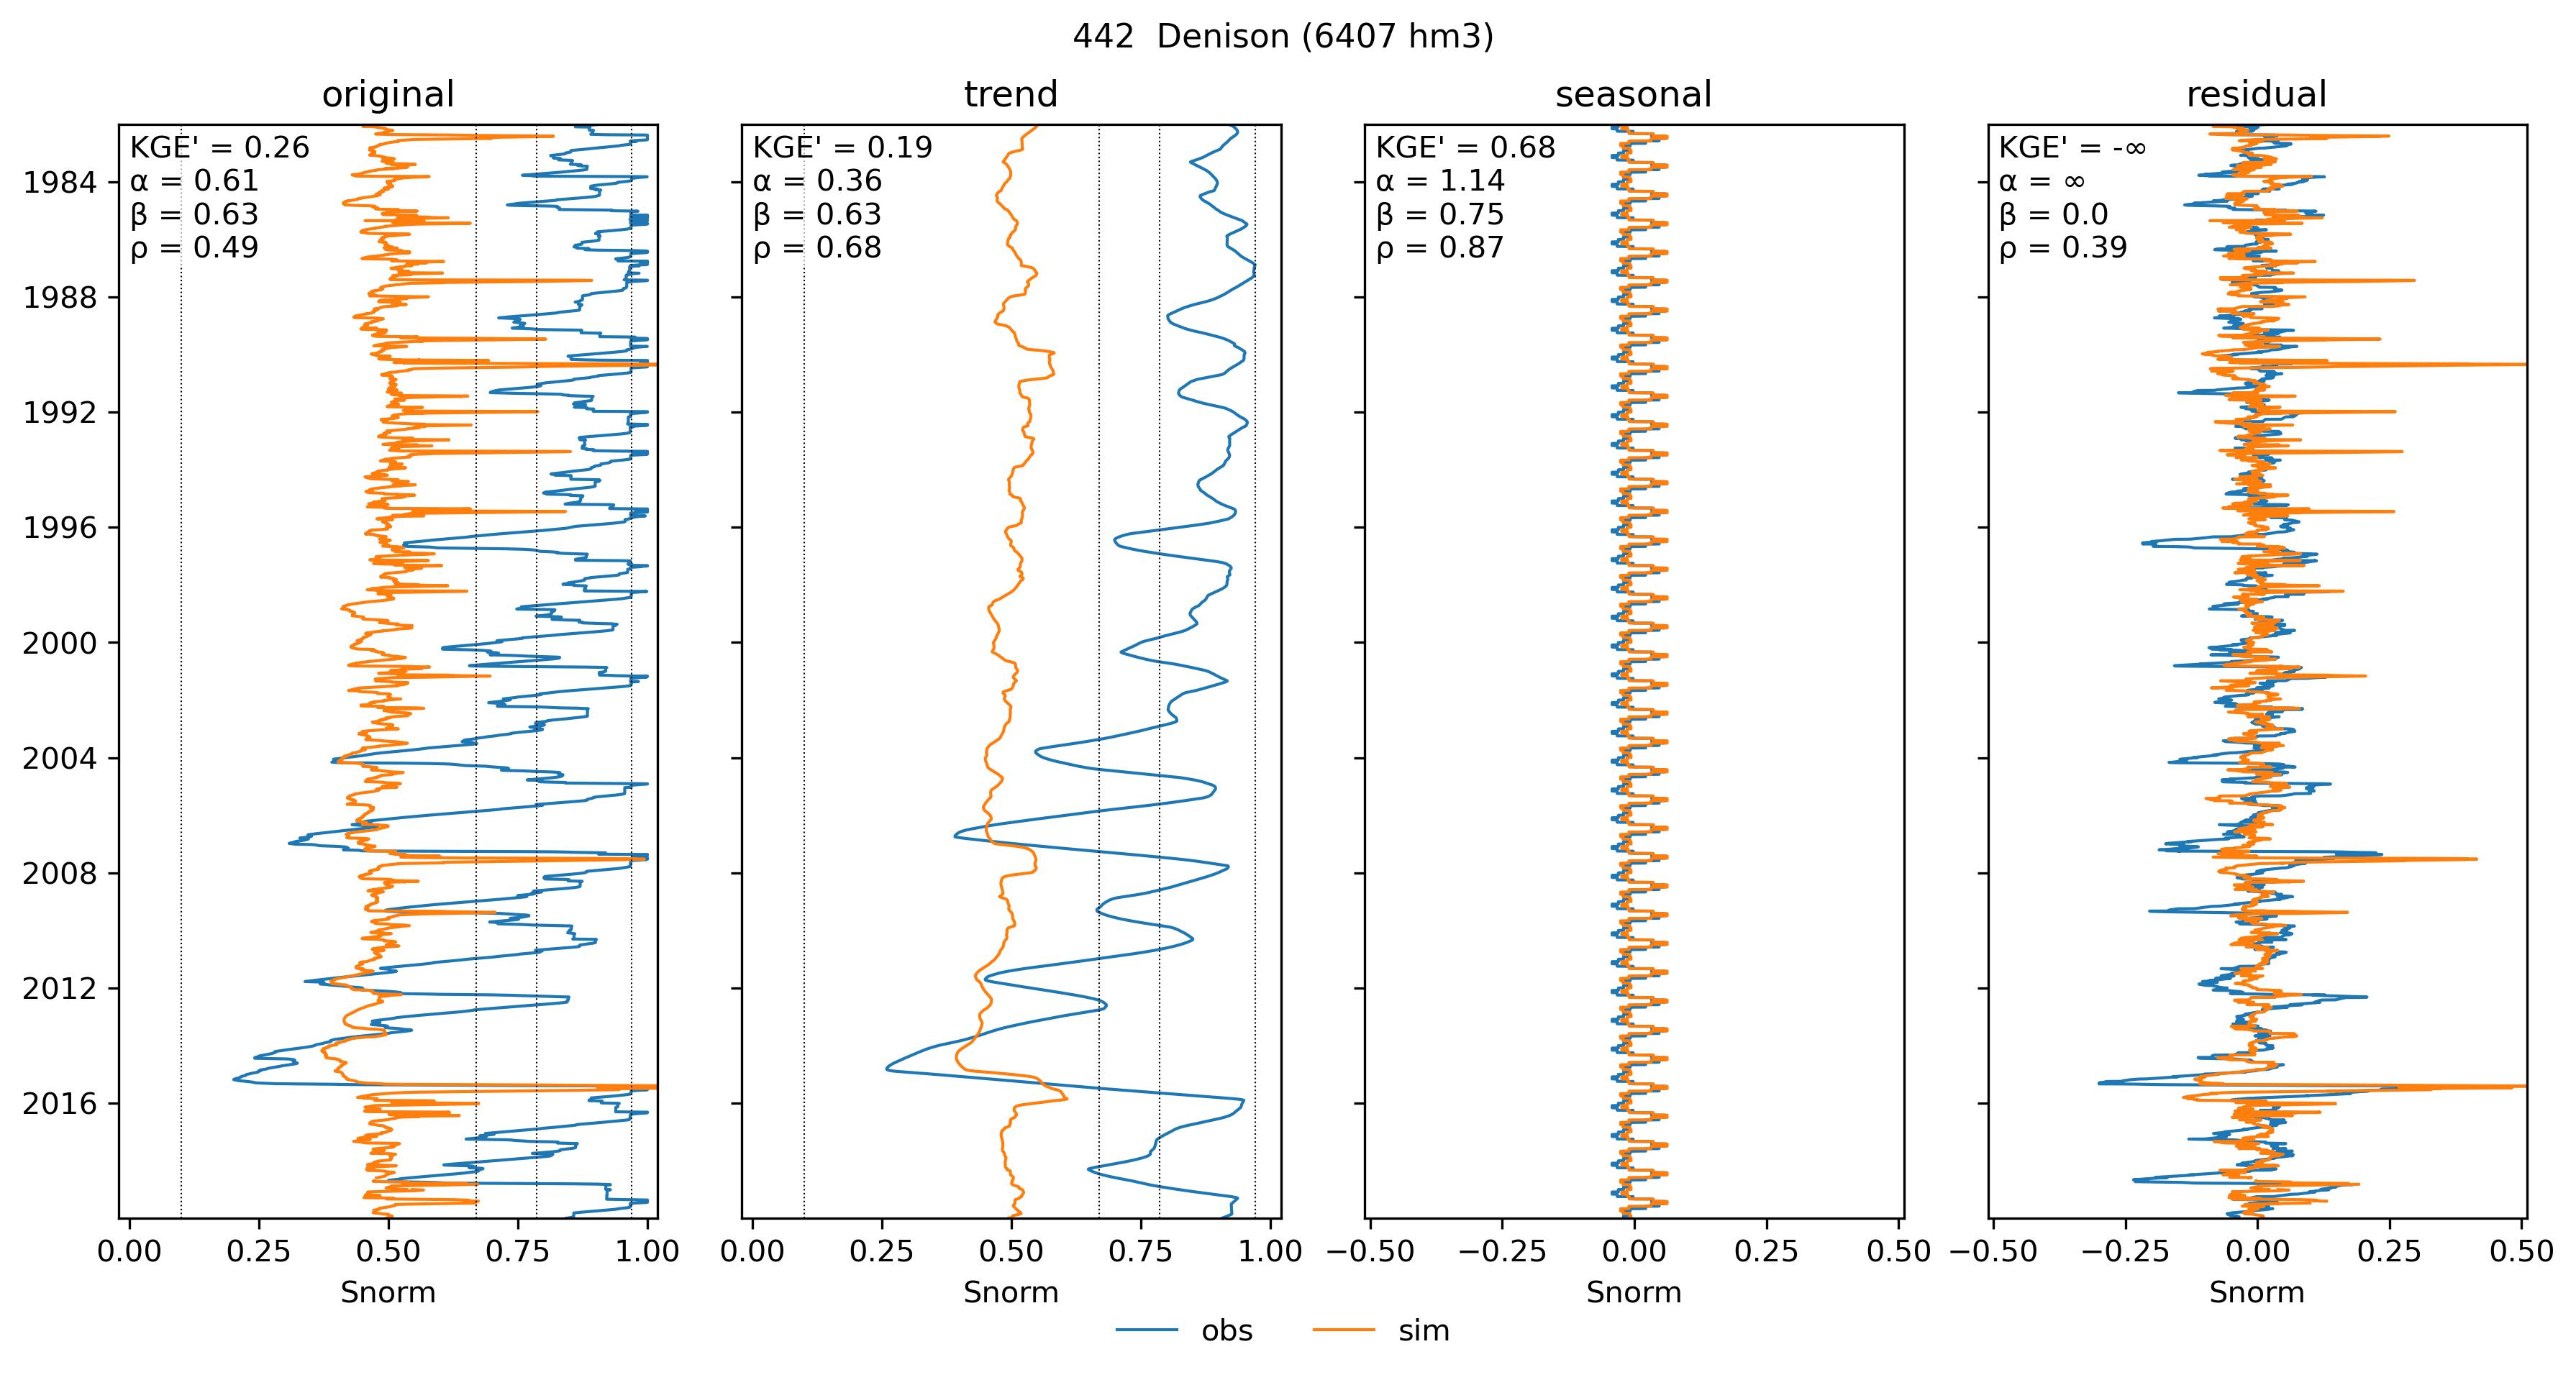 442  Denison (6407 hm3)
original
trend
seasonal
residual
KGE' = 0.26
α = 0.61
β = 0.63
ρ = 0.49
KGE' = 0.19
α = 0.36
β = 0.63
ρ = 0.68
KGE' = 0.68
α = 1.14
β = 0.75
ρ = 0.87
KGE' = -∞
α = ∞
β = 0.0
ρ = 0.39
1984
1988
1992
1996
2000
2004
2008
2012
2016
0.00 0.25 0.50 0.75 1.00
0.00 0.25 0.50 0.75 1.00
−0.50 −0.25 0.00 0.25 0.50
−0.50 −0.25 0.00 0.25 0.50
Snorm
Snorm
Snorm
Snorm
obs sim